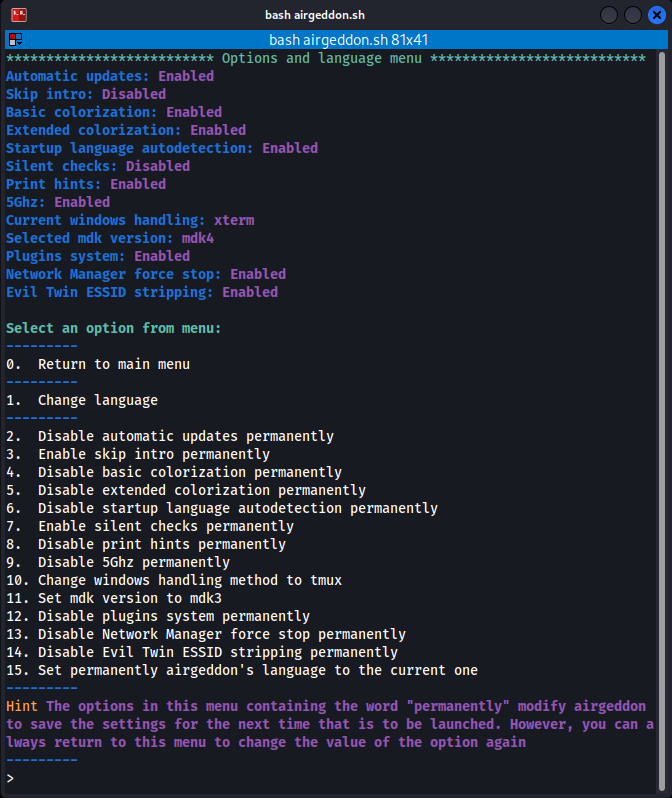 bash airgeddon.sh
bash airgeddon.sh 81x41
************************** Options and language menu ***************************
Automatic updates: Enabled
Skip intro: Disabled
Basic colorization: Enabled
Extended colorization: Enabled
Startup language autodetection: Enabled
Silent checks: Disabled
Print hints: Enabled
5Ghz: Enabled
Current windows handling: xterm
Selected mdk version: mdk4
Plugins system: Enabled
Network Manager force stop: Enabled
Evil Twin ESSID stripping: Enabled
Select an option from menu:
---------
0.  Return to main menu
---------
1.  Change language
---------
2.  Disable automatic updates permanently
3.  Enable skip intro permanently
4.  Disable basic colorization permanently
5.  Disable extended colorization permanently
6.  Disable startup language autodetection permanently
7.  Enable silent checks permanently
8.  Disable print hints permanently
9.  Disable 5Ghz permanently
10. Change windows handling method to tmux
11. Set mdk version to mdk3
12. Disable plugins system permanently
13. Disable Network Manager force stop permanently
14. Disable Evil Twin ESSID stripping permanently
15. Set permanently airgeddon's language to the current one
---------
Hint The options in this menu containing the word "permanently" modify airgeddon
to save the settings for the next time that is to be launched. However, you can a
lways return to this menu to change the value of the option again
---------
>